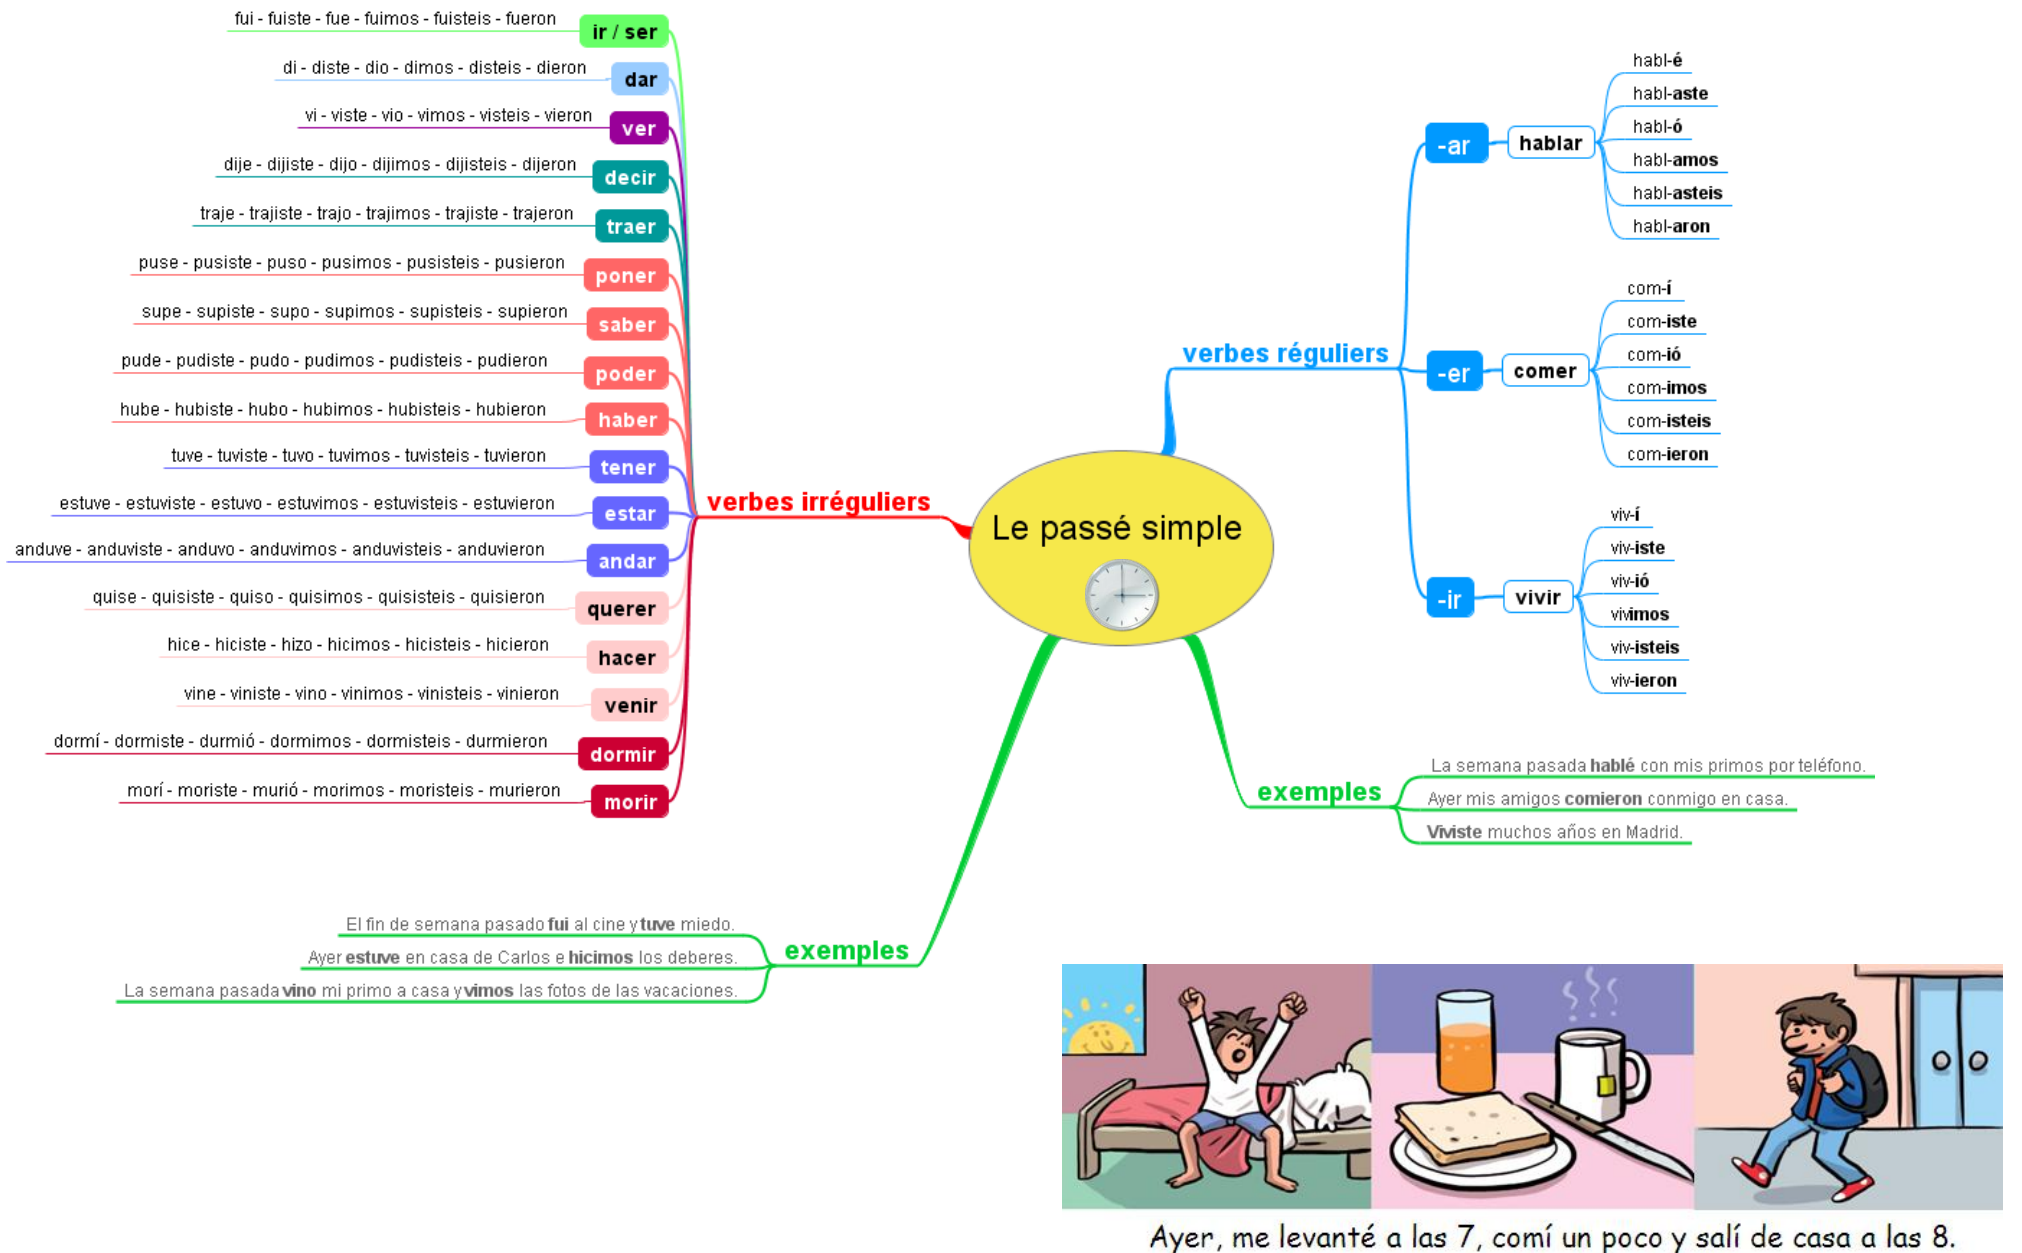 Le passé simple
verbes irréguliers
ir / ser
fui - fuiste - fue - fuimos - fuisteis - fueron
dar
di - diste - dio - dimos - disteis - dieron
ver
vi - viste - vio - vimos - visteis - vieron
decir
dije - dijiste - dijo - dijimos - dijisteis - dijeron
traer
traje - trajiste - trajo - trajimos - trajiste - trajeron
poner
puse - pusiste - puso - pusimos - pusisteis - pusieron
saber
supe - supiste - supo - supimos - supisteis - supieron
poder
pude - pudiste - pudo - pudimos - pudisteis - pudieron
haber
hube - hubiste - hubo - hubimos - hubisteis - hubieron
tener
tuve - tuviste - tuvo - tuvimos - tuvisteis - tuvieron
estar
estuve - estuviste - estuvo - estuvimos - estuvisteis - estuvieron
andar
anduve - anduviste - anduvo - anduvimos - anduvisteis - anduvieron
querer
quise - quisiste - quiso - quisimos - quisisteis - quisieron
hacer
hice - hiciste - hizo - hicimos - hicisteis - hicieron
venir
vine - viniste - vino - vinimos - vinisteis - vinieron
dormir
dormí - dormiste - durmió - dormimos - dormisteis - durmieron
morir
morí - moriste - murió - morimos - moristeis - murieron
exemples
El fin de semana pasado fui al cine y tuve miedo.
Ayer estuve en casa de Carlos e hicimos los deberes.
La semana pasada vino mi primo a casa y vimos las fotos de las vacaciones.
verbes réguliers
-ar
hablar
habl-é
habl-aste
habl-ó
habl-amos
habl-asteis
habl-aron
-er
comer
com-í
com-iste
com-ió
com-imos
com-isteis
com-ieron
-ir
vivir
viv-í
viv-iste
viv-ió
vivimos
viv-isteis
viv-ieron
exemples
La semana pasada hablé con mis primos por teléfono.
Ayer mis amigos comieron conmigo en casa.
Viviste muchos años en Madrid.
Ayer, me levanté a las 7, comí un poco y salí de casa a las 8.